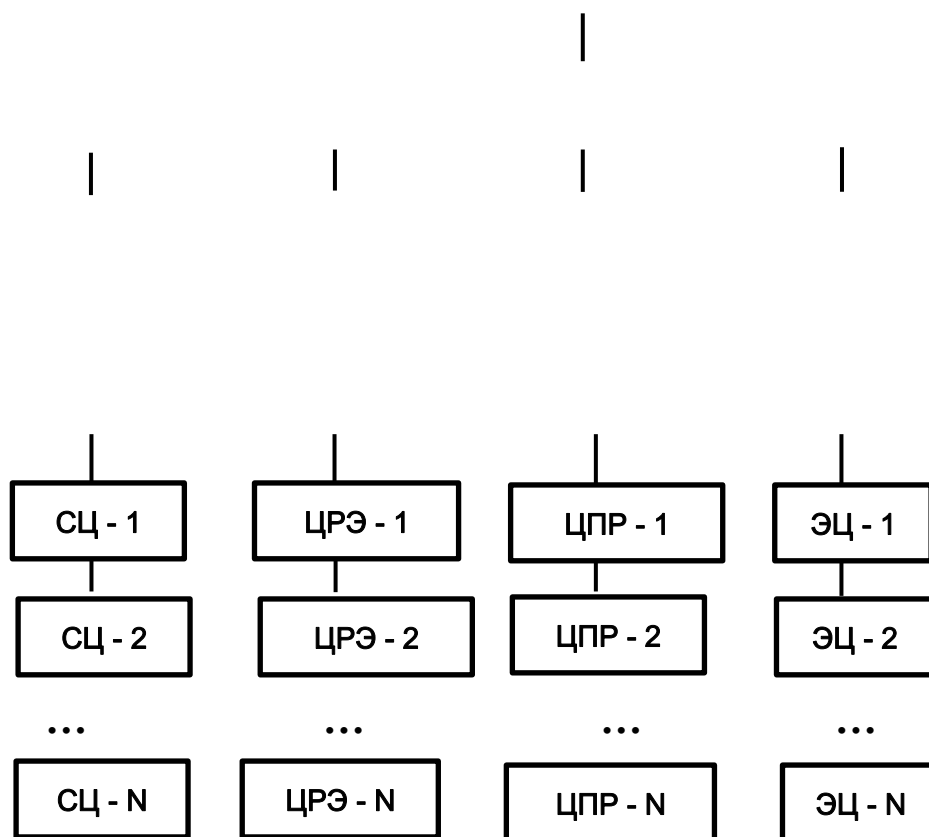 СЦ - 1 ЦРЭ - 1 ЦПР - 1 ЭЦ - 1
СЦ - 2 ЦРЭ - 2 ЦПР - 2 ЭЦ - 2
... ... ... ...
СЦ - N ЦРЭ - N ЦПР - N ЭЦ - N